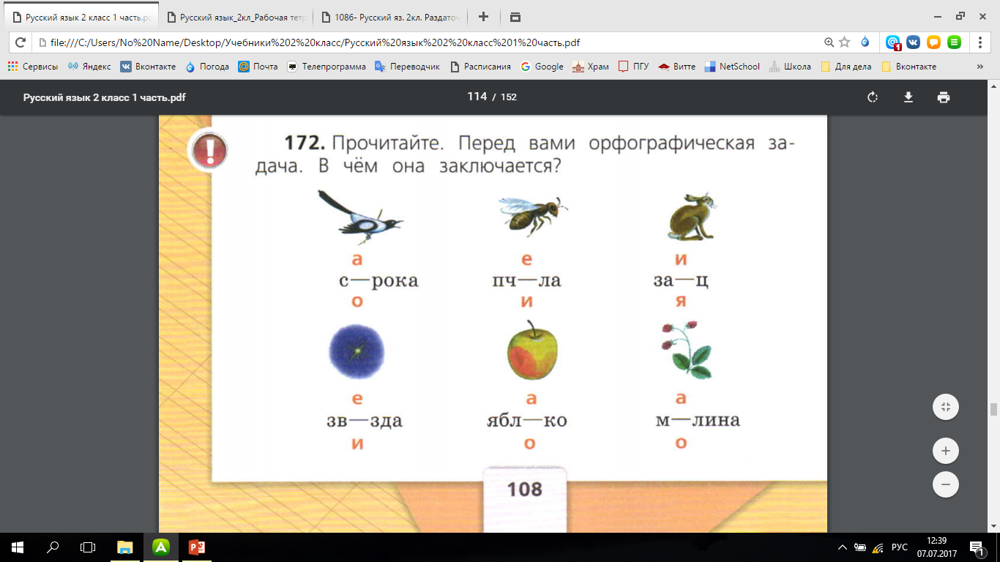 Русский язык 2 класс 1 часть.p
Русский язык_2кл_Рабочая тет
1086- Русский яз. 2кл. Раздато
file:///C:/Users/No%20Name/Desktop/Учебники%202%20класс/Русский%20язык%202%20класс%201%20часть.pdf
1
Сервисы Яндекс Вконтакте Погода Почта Телепрограмма Переводчик Расписания Google Храм ПГУ Витте NetSchool Школа Для дела Вконтакте »
Русский язык 2 класс 1 часть.pdf 114 / 152
172. Прочитайте. Перед вами орфографическая за-
дача. В чём она заключается?
а е и
с—рока пч—ла за—ц
о и я
е а а
зв—зда ябл—ко м—лина
и о о
108
РУС
12:39
07.07.2017
1